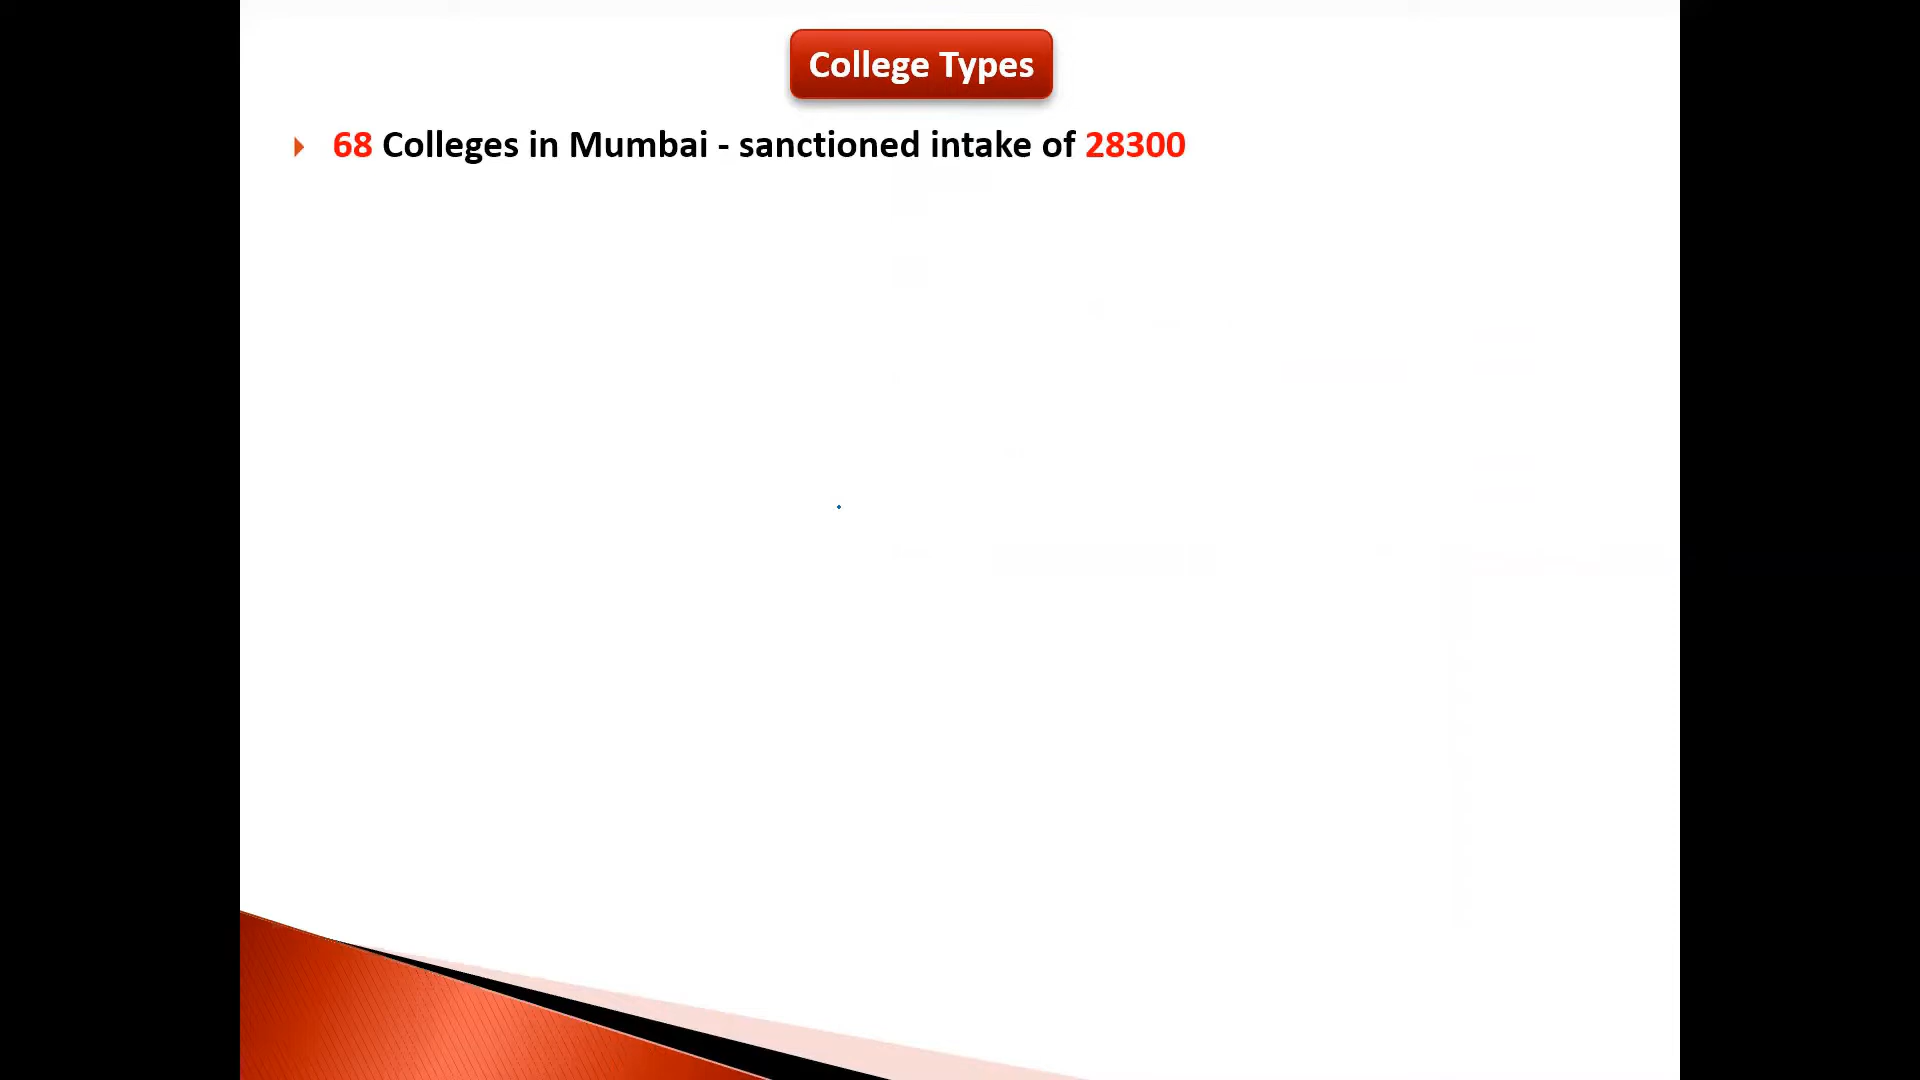 College Types
68 Colleges in Mumbai - sanctioned intake of 28300